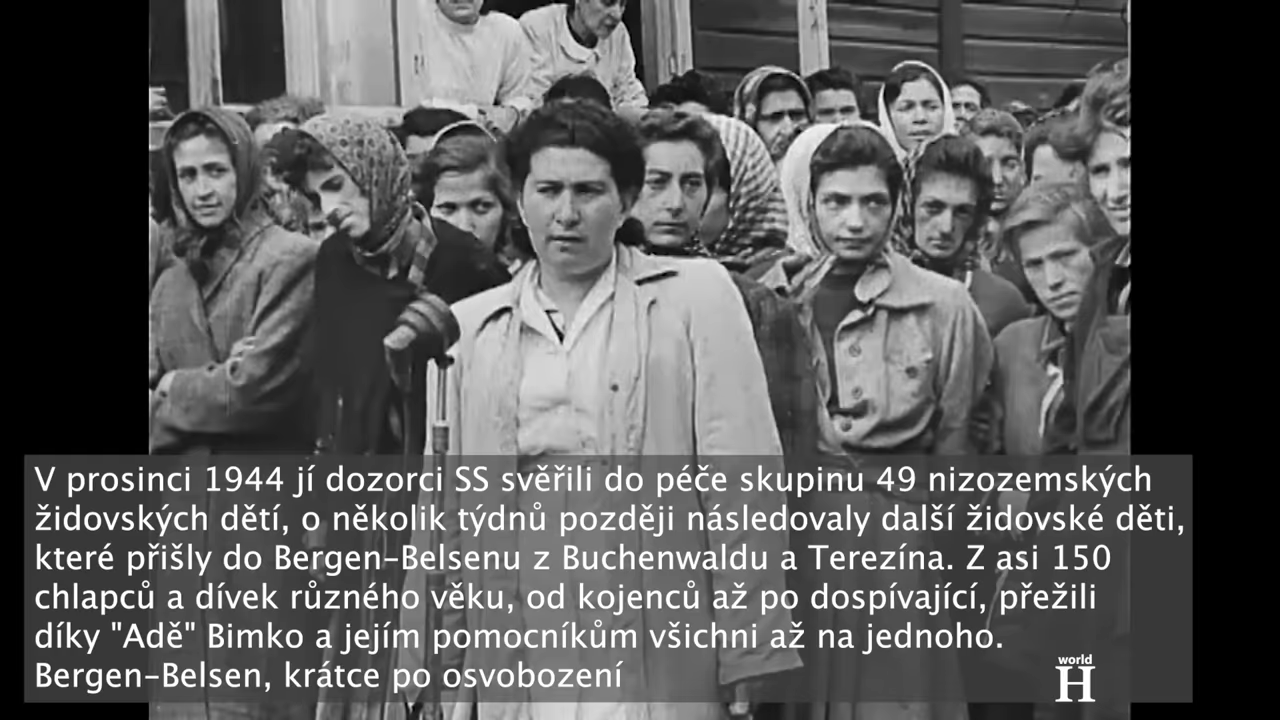 V prosinci 1944 jí dozorci SS svěřili do péče skupinu 49 nizozemských
židovských dětí, o několik týdnů později následovaly další židovské děti,
které přišly do Bergen-Belsenu z Buchenwaldu a Terezína. Z asi 150
chlapců a dívek různého věku, od kojenců až po dospívající, přežili
díky "Adě" Bimko a jejím pomocníkům všichni až na jednoho.
Bergen-Belsen, krátce po osvobození
world
H